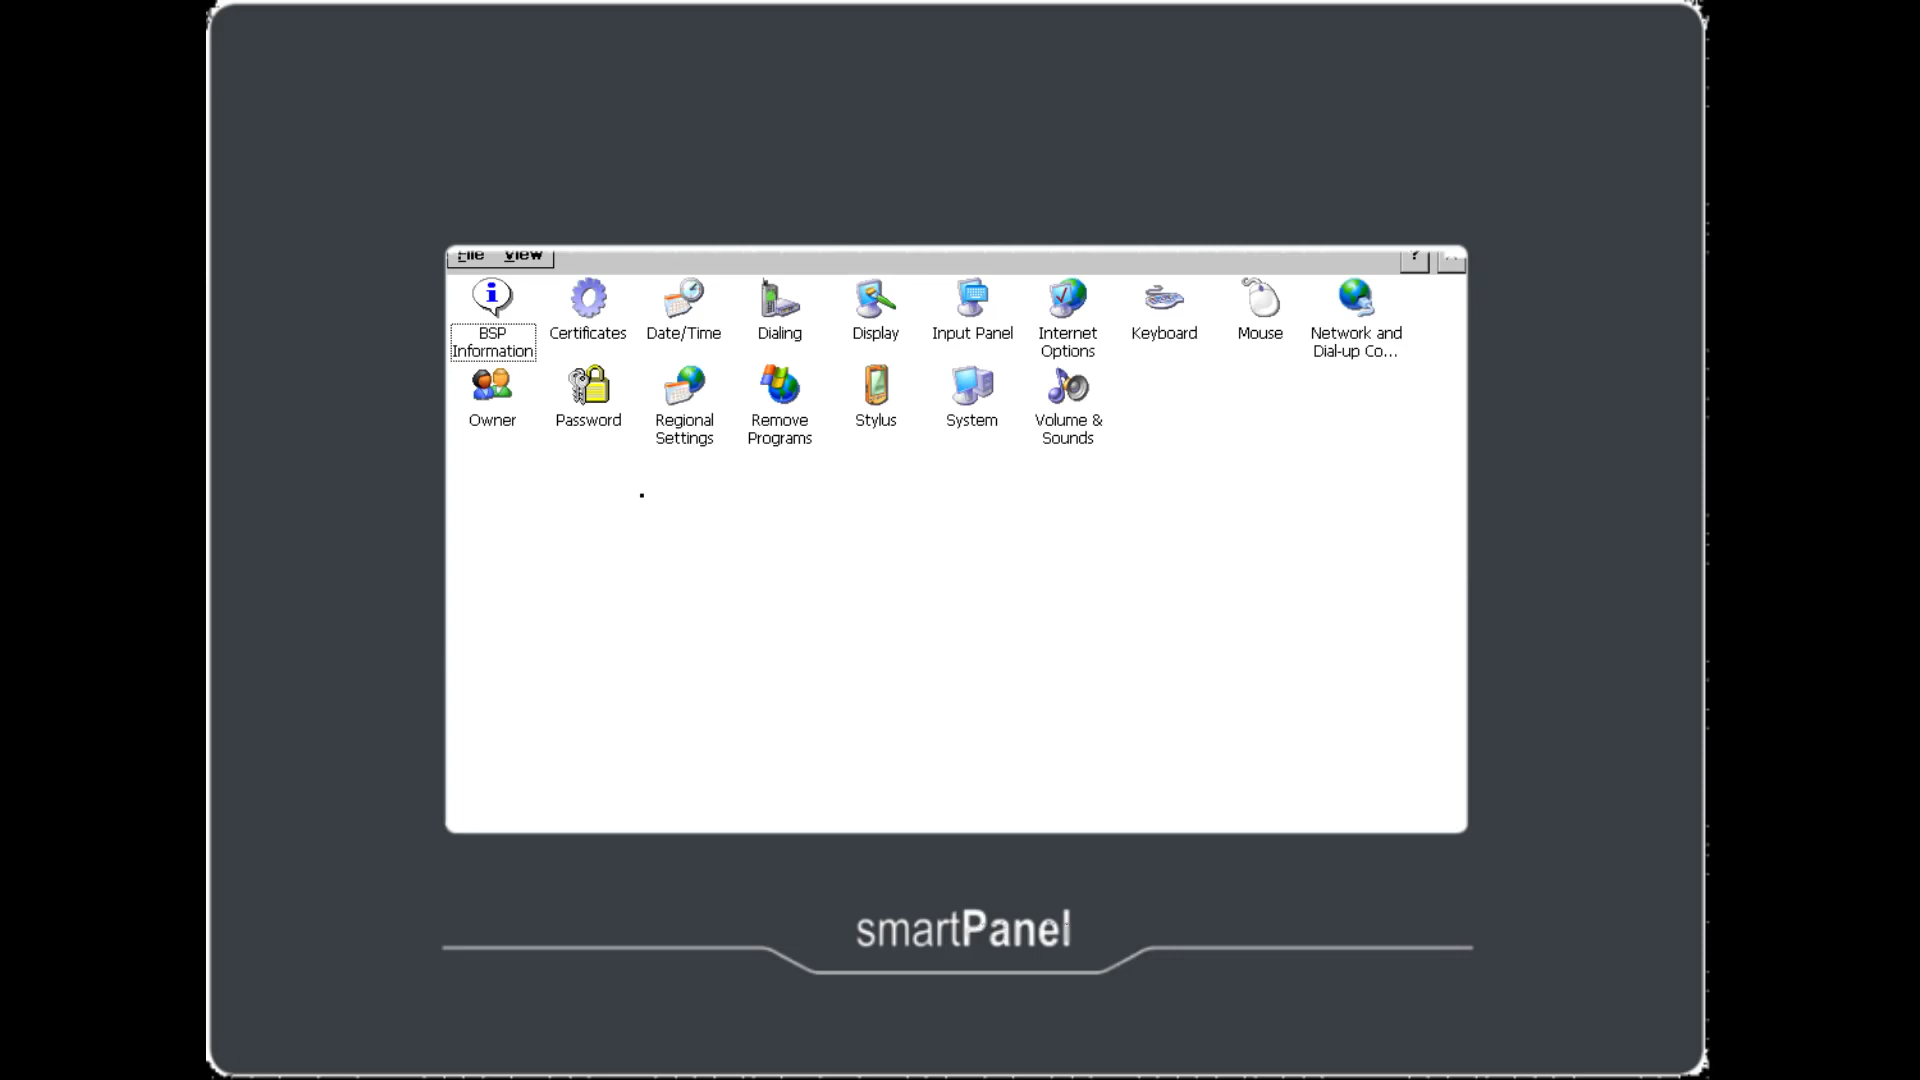 File View ?
BSP Information
Certificates
Date/Time
Dialing
Display
Input Panel
Internet Options
Keyboard
Mouse
Network and Dial-up Co...
Owner
Password
Regional Settings
Remove Programs
Stylus
System
Volume & Sounds
smartPanel